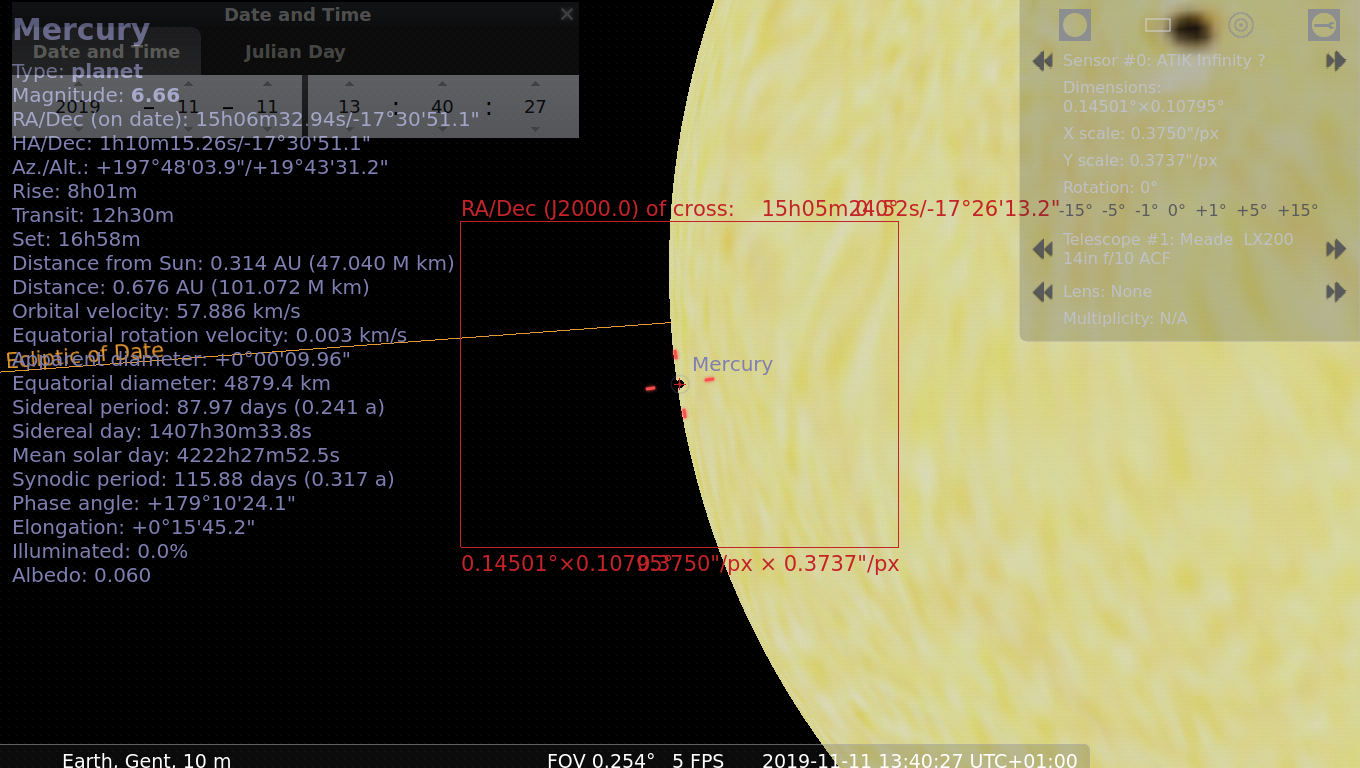 Mercury
Date and Time
Date and Time
Julian Day
Type: planet
Magnitude: 6.66
2019 – 11 – 11 13 : 40 : 27
RA/Dec (on date): 15h06m32.94s/-17°30'51.1"
HA/Dec: 1h10m15.26s/-17°30'51.1"
Az./Alt.: +197°48'03.9"/+19°43'31.2"
Rise: 8h01m
Transit: 12h30m
Set: 16h58m
Distance from Sun: 0.314 AU (47.040 M km)
Distance: 0.676 AU (101.072 M km)
Orbital velocity: 57.886 km/s
Equatorial rotation velocity: 0.003 km/s
Ecliptic of Date
Apparent diameter: +0°00'09.96"
Equatorial diameter: 4879.4 km
Sidereal period: 87.97 days (0.241 a)
Sidereal day: 1407h30m33.8s
Mean solar day: 4222h27m52.5s
Synodic period: 115.88 days (0.317 a)
Phase angle: +179°10'24.1"
Elongation: +0°15'45.2"
Illuminated: 0.0%
Albedo: 0.060
RA/Dec (J2000.0) of cross: 15h05m24.52s/-17°26'13.2"
Mercury
0.14501°×0.10795°
0.3750"/px × 0.3737"/px
Sensor #0: ATIK Infinity ?
Dimensions:
0.14501°×0.10795°
X scale: 0.3750"/px
Y scale: 0.3737"/px
Rotation: 0°
-15° -5° -1° 0° +1° +5° +15°
Telescope #1: Meade LX200
14in f/10 ACF
Lens: None
Multiplicity: N/A
Earth, Gent, 10 m
FOV 0.254°
5 FPS
2019-11-11 13:40:27 UTC+01:00